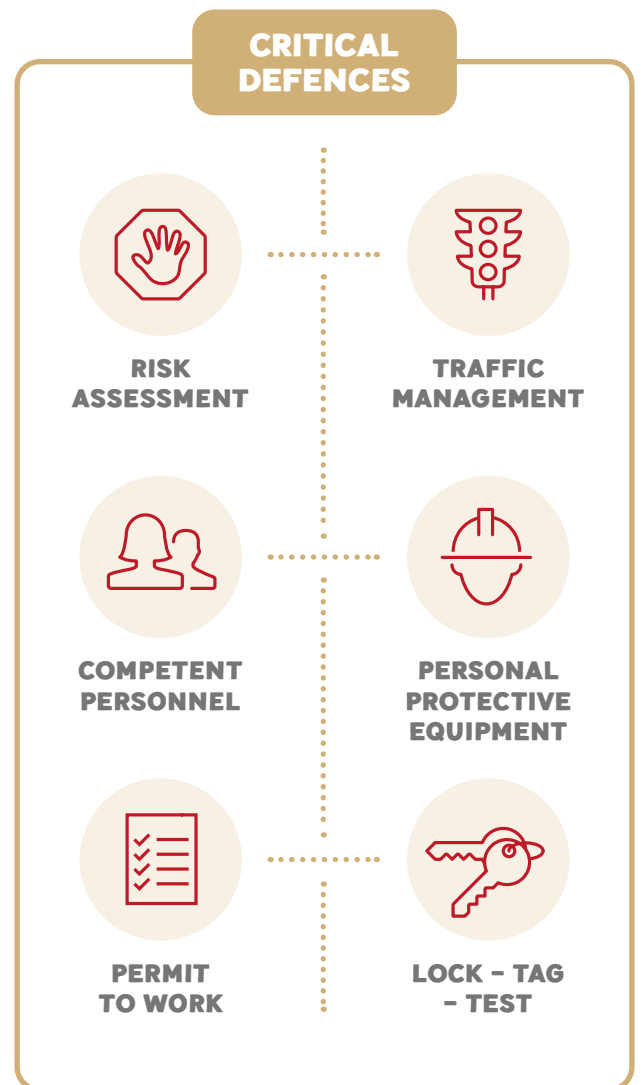 CRITICAL
DEFENCES
RISK
ASSESSMENT
TRAFFIC
MANAGEMENT
COMPETENT
PERSONNEL
PERSONAL
PROTECTIVE
EQUIPMENT
PERMIT
TO WORK
LOCK – TAG
– TEST